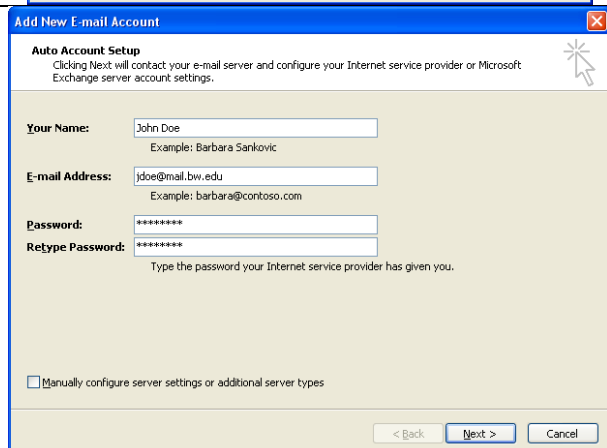 Add New E-mail Account
Auto Account Setup
Clicking Next will contact your e-mail server and configure your Internet service provider or Microsoft
Exchange server account settings.
Your Name:
John Doe
Example: Barbara Sankovic
E-mail Address:
jdoe@mail.bw.edu
Example: barbara@contoso.com
Password:
********
Retype Password:
********
Type the password your Internet service provider has given you.
Manually configure server settings or additional server types
< Back
Next >
Cancel